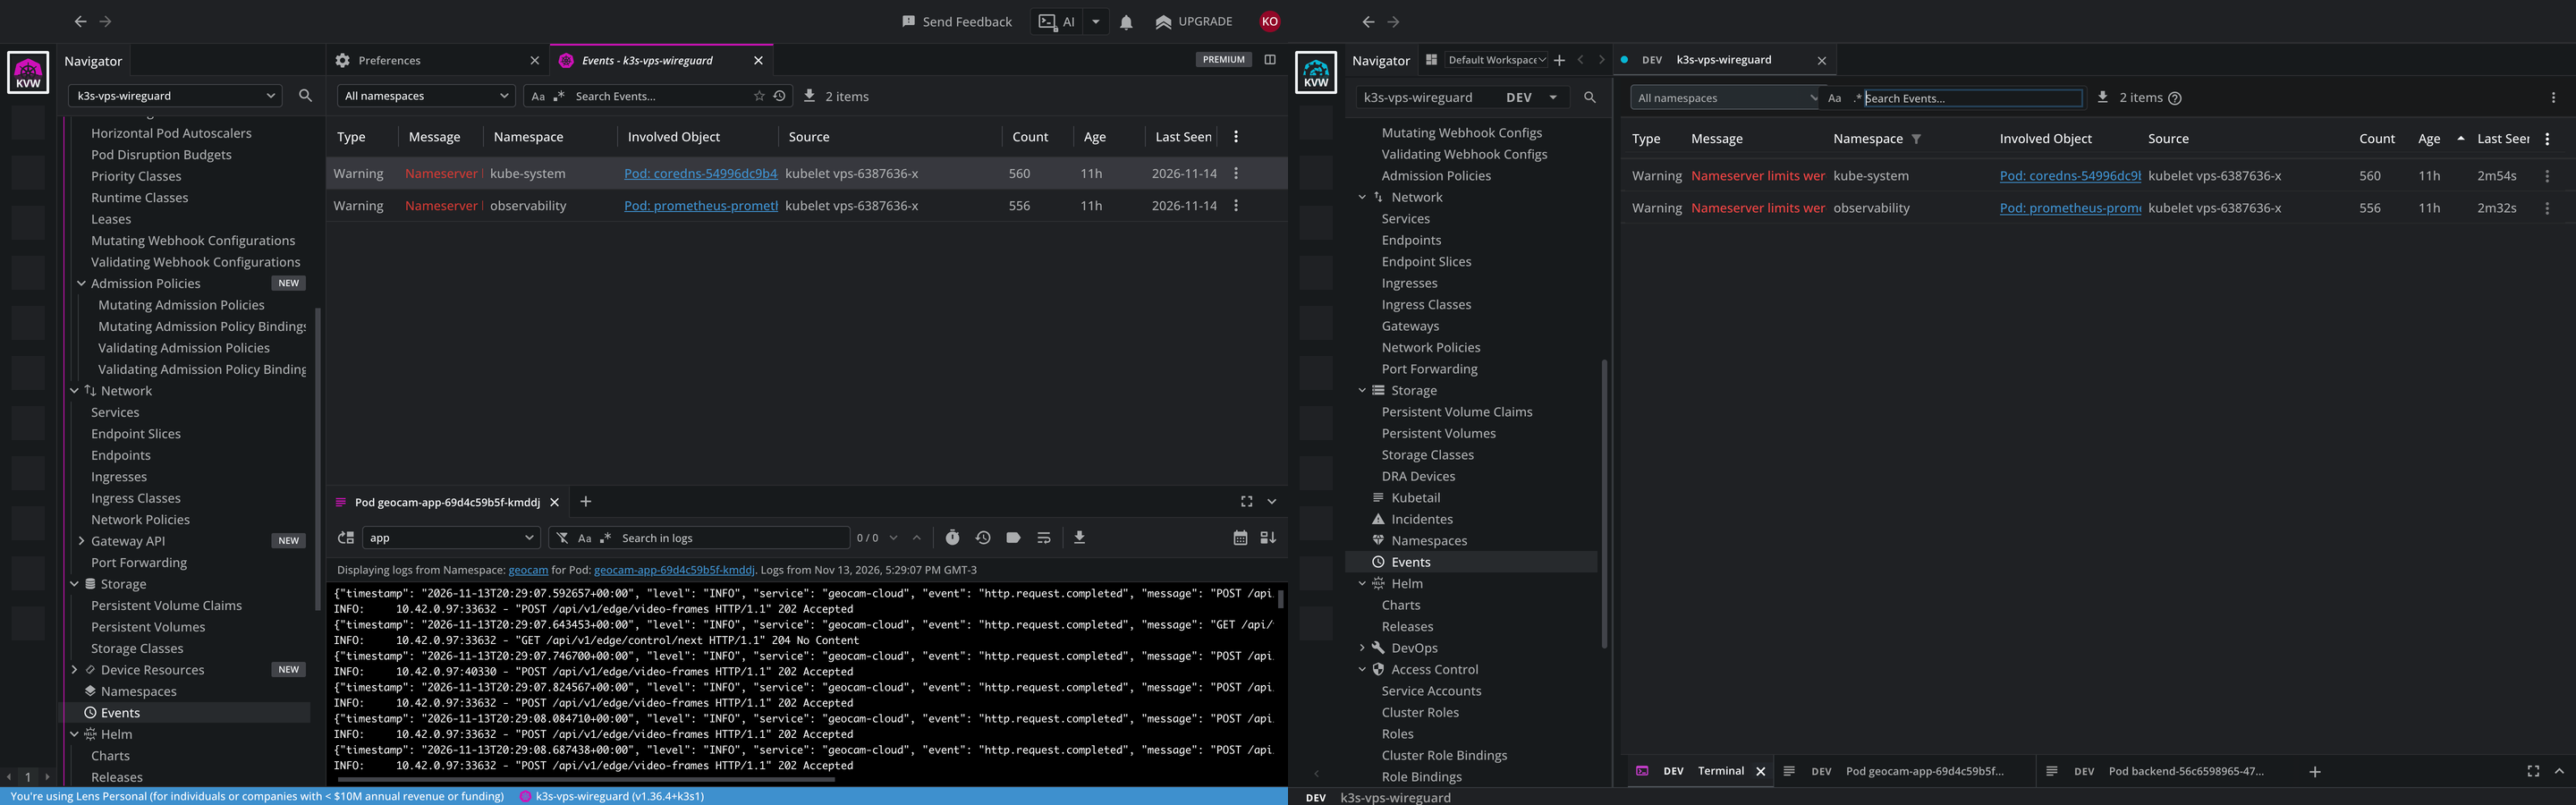 Send Feedback AI UPGRADE KO
KVW
Navigator
k3s-vps-wireguard
Horizontal Pod Autoscalers
Pod Disruption Budgets
Priority Classes
Runtime Classes
Leases
Mutating Webhook Configurations
Validating Webhook Configurations
Admission Policies NEW
Mutating Admission Policies
Mutating Admission Policy Bindings
Validating Admission Policies
Validating Admission Policy Binding
Network
Services
Endpoint Slices
Endpoints
Ingresses
Ingress Classes
Network Policies
Gateway API NEW
Port Forwarding
Storage
Persistent Volume Claims
Persistent Volumes
Storage Classes
Device Resources NEW
Namespaces
Events
Helm
Charts
Releases
1
Preferences Events - k3s-vps-wireguard PREMIUM
All namespaces Aa .* Search Events... 2 items
Type Message Namespace Involved Object Source Count Age Last Seen
Warning Nameserver kube-system Pod: coredns-54996dc9b4 kubelet vps-6387636-x 560 11h 2026-11-14
Warning Nameserver observability Pod: prometheus-promet kubelet vps-6387636-x 556 11h 2026-11-14
Pod geocam-app-69d4c59b5f-kmddj
app Aa .* Search in logs 0 / 0
Displaying logs from Namespace: geocam for Pod: geocam-app-69d4c59b5f-kmddj. Logs from Nov 13, 2026, 5:29:07 PM GMT-3
{"timestamp": "2026-11-13T20:29:07.592657+00:00", "level": "INFO", "service": "geocam-cloud", "event": "http.request.completed", "message": "POST /api
INFO: 10.42.0.97:33632 - "POST /api/v1/edge/video-frames HTTP/1.1" 202 Accepted
{"timestamp": "2026-11-13T20:29:07.643453+00:00", "level": "INFO", "service": "geocam-cloud", "event": "http.request.completed", "message": "GET /api/
INFO: 10.42.0.97:33632 - "GET /api/v1/edge/control/next HTTP/1.1" 204 No Content
{"timestamp": "2026-11-13T20:29:07.746700+00:00", "level": "INFO", "service": "geocam-cloud", "event": "http.request.completed", "message": "POST /api
INFO: 10.42.0.97:40330 - "POST /api/v1/edge/video-frames HTTP/1.1" 202 Accepted
{"timestamp": "2026-11-13T20:29:07.824567+00:00", "level": "INFO", "service": "geocam-cloud", "event": "http.request.completed", "message": "POST /api
INFO: 10.42.0.97:33632 - "POST /api/v1/edge/video-frames HTTP/1.1" 202 Accepted
{"timestamp": "2026-11-13T20:29:08.084710+00:00", "level": "INFO", "service": "geocam-cloud", "event": "http.request.completed", "message": "POST /api
INFO: 10.42.0.97:33632 - "POST /api/v1/edge/video-frames HTTP/1.1" 202 Accepted
{"timestamp": "2026-11-13T20:29:08.687438+00:00", "level": "INFO", "service": "geocam-cloud", "event": "http.request.completed", "message": "POST /api
INFO: 10.42.0.97:33632 - "POST /api/v1/edge/video-frames HTTP/1.1" 202 Accepted
You're using Lens Personal (for individuals or companies with < $10M annual revenue or funding) k3s-vps-wireguard (v1.36.4+k3s1)
KVW
Navigator Default Workspace
k3s-vps-wireguard DEV
Mutating Webhook Configs
Validating Webhook Configs
Admission Policies
Network
Services
Endpoints
Endpoint Slices
Ingresses
Ingress Classes
Gateways
Network Policies
Port Forwarding
Storage
Persistent Volume Claims
Persistent Volumes
Storage Classes
DRA Devices
Kubetail
Incidentes
Namespaces
Events
Helm
Charts
Releases
DevOps
Access Control
Service Accounts
Cluster Roles
Roles
Cluster Role Bindings
Role Bindings
DEV k3s-vps-wireguard
All namespaces Aa .* Search Events... 2 items
Type Message Namespace Involved Object Source Count Age Last Seen
Warning Nameserver limits wer kube-system Pod: coredns-54996dc9 kubelet vps-6387636-x 560 11h 2m54s
Warning Nameserver limits wer observability Pod: prometheus-prom kubelet vps-6387636-x 556 11h 2m32s
DEV Terminal DEV Pod geocam-app-69d4c59b5f... DEV Pod backend-56c6598965-47...
DEV k3s-vps-wireguard